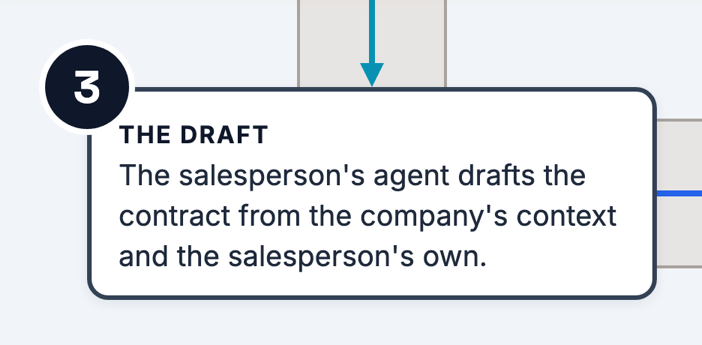 3
THE DRAFT
The salesperson's agent drafts the
contract from the company's context
and the salesperson's own.